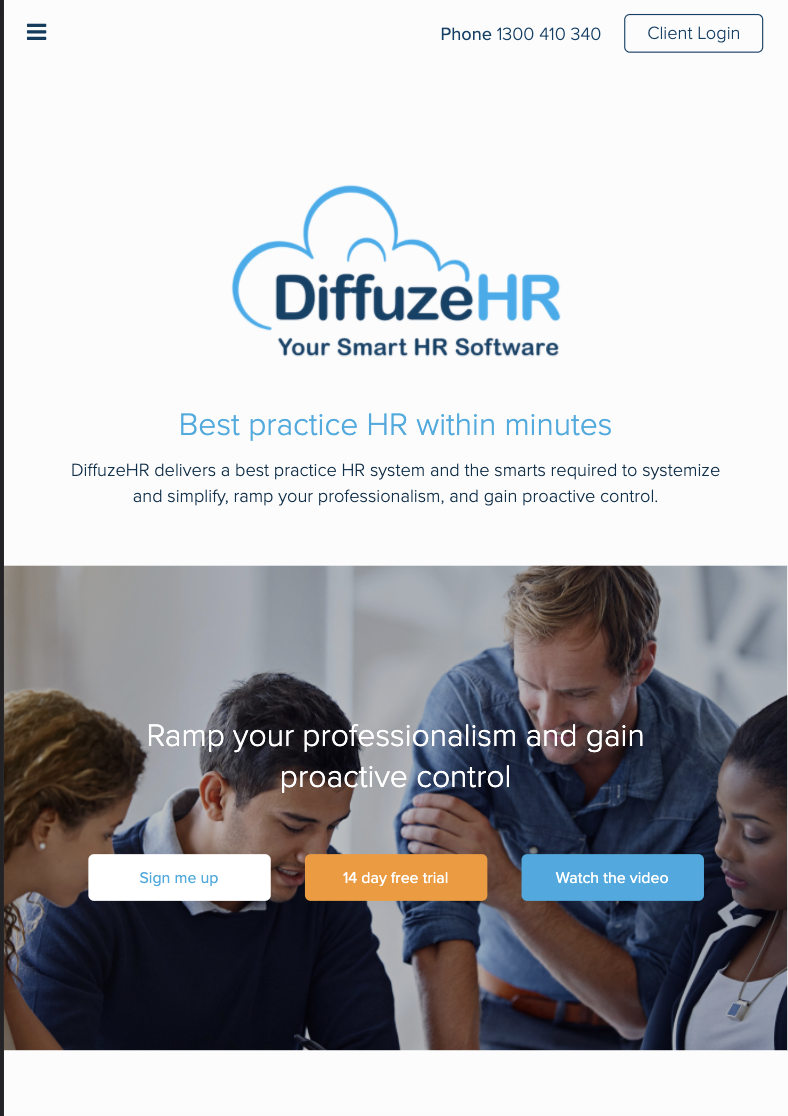 Phone 1300 410 340
Client Login
DiffuzeHR
Your Smart HR Software
Best practice HR within minutes
DiffuzeHR delivers a best practice HR system and the smarts required to systemize
and simplify, ramp your professionalism, and gain proactive control.
Ramp your professionalism and gain
proactive control
Sign me up
14 day free trial
Watch the video